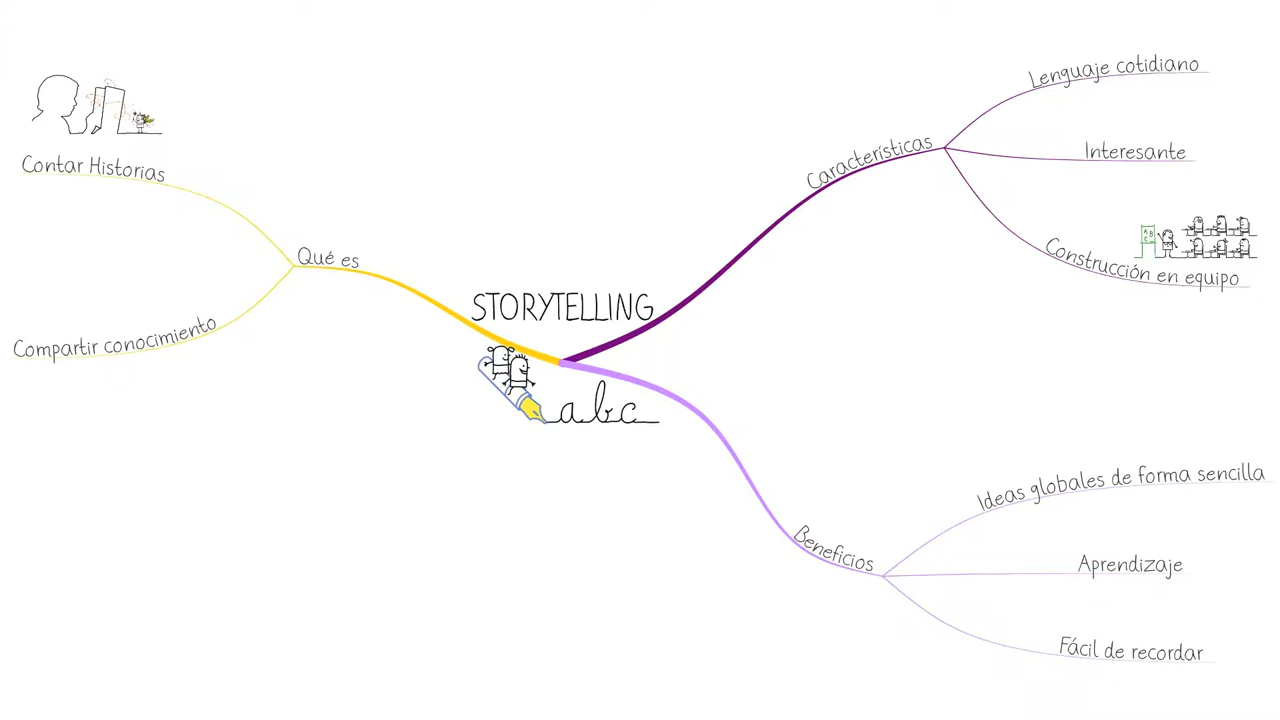 STORYTELLING
abc
Qué es
Contar Historias
Compartir conocimiento
Características
Lenguaje cotidiano
Interesante
Construcción en equipo
A B
C
Beneficios
Ideas globales de forma sencilla
Aprendizaje
Fácil de recordar